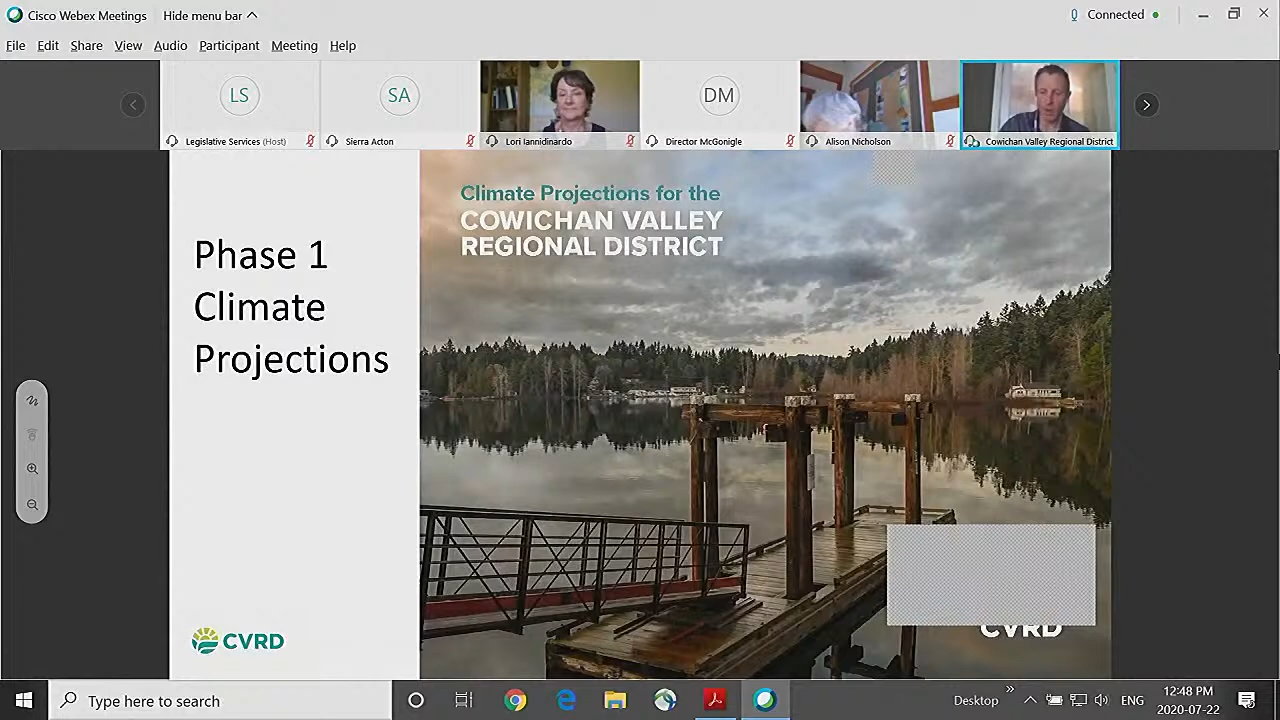 Cisco Webex Meetings
Hide menu bar
Connected
File Edit Share View Audio Participant Meeting Help
LS
SA
DM
Legislative Services (Host)
Sierra Acton
Lori Iannidinardo
Director McGonigle
Alison Nicholson
Cowichan Valley Regional District
Climate Projections for the
COWICHAN VALLEY
REGIONAL DISTRICT
Phase 1
Climate
Projections
CVRD
CVRD
Type here to search
Desktop
ENG
12:48 PM
2020-07-22